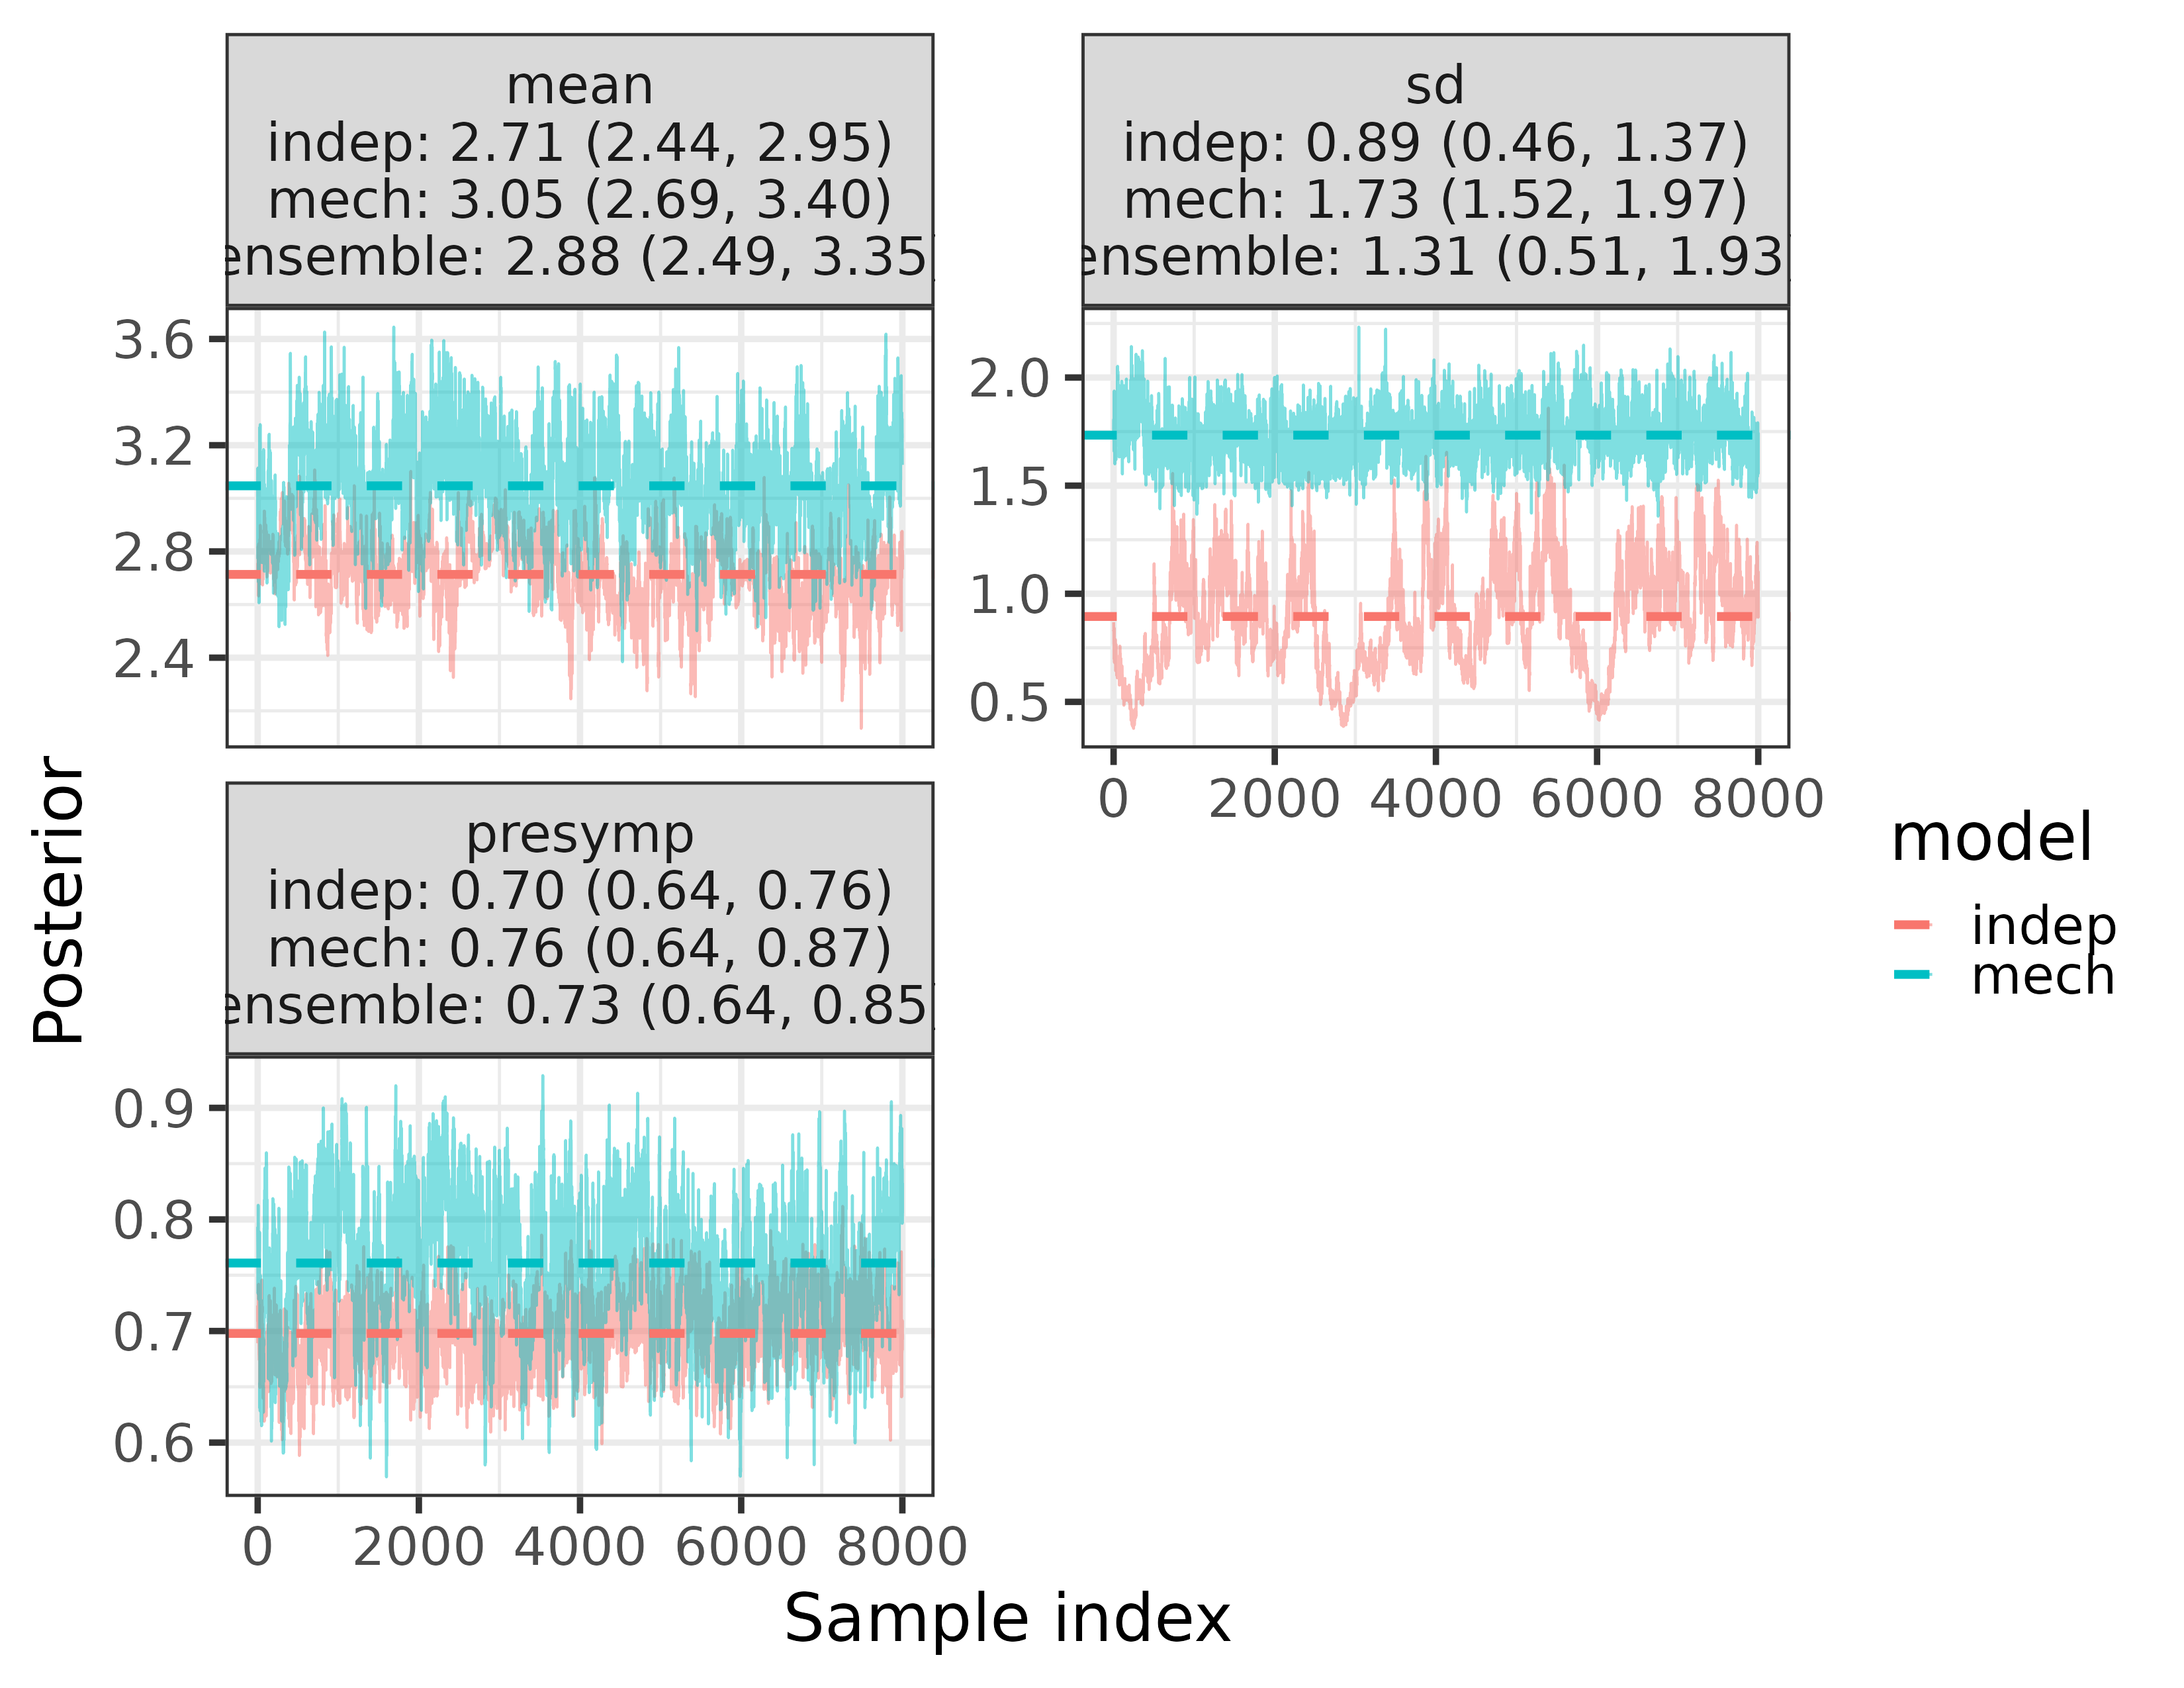 mean
indep: 2.71 (2.44, 2.95)
mech: 3.05 (2.69, 3.40)
ensemble: 2.88 (2.49, 3.35
3.6
3.2
2.8
2.4
sd
indep: 0.89 (0.46, 1.37)
mech: 1.73 (1.52, 1.97)
ensemble: 1.31 (0.51, 1.93
2.0
1.5
1.0
0.5
0 2000 4000 6000 8000
presymp
indep: 0.70 (0.64, 0.76)
mech: 0.76 (0.64, 0.87)
ensemble: 0.73 (0.64, 0.85
0.9
0.8
0.7
0.6
0 2000 4000 6000 8000
Posterior
Sample index
model
indep
mech